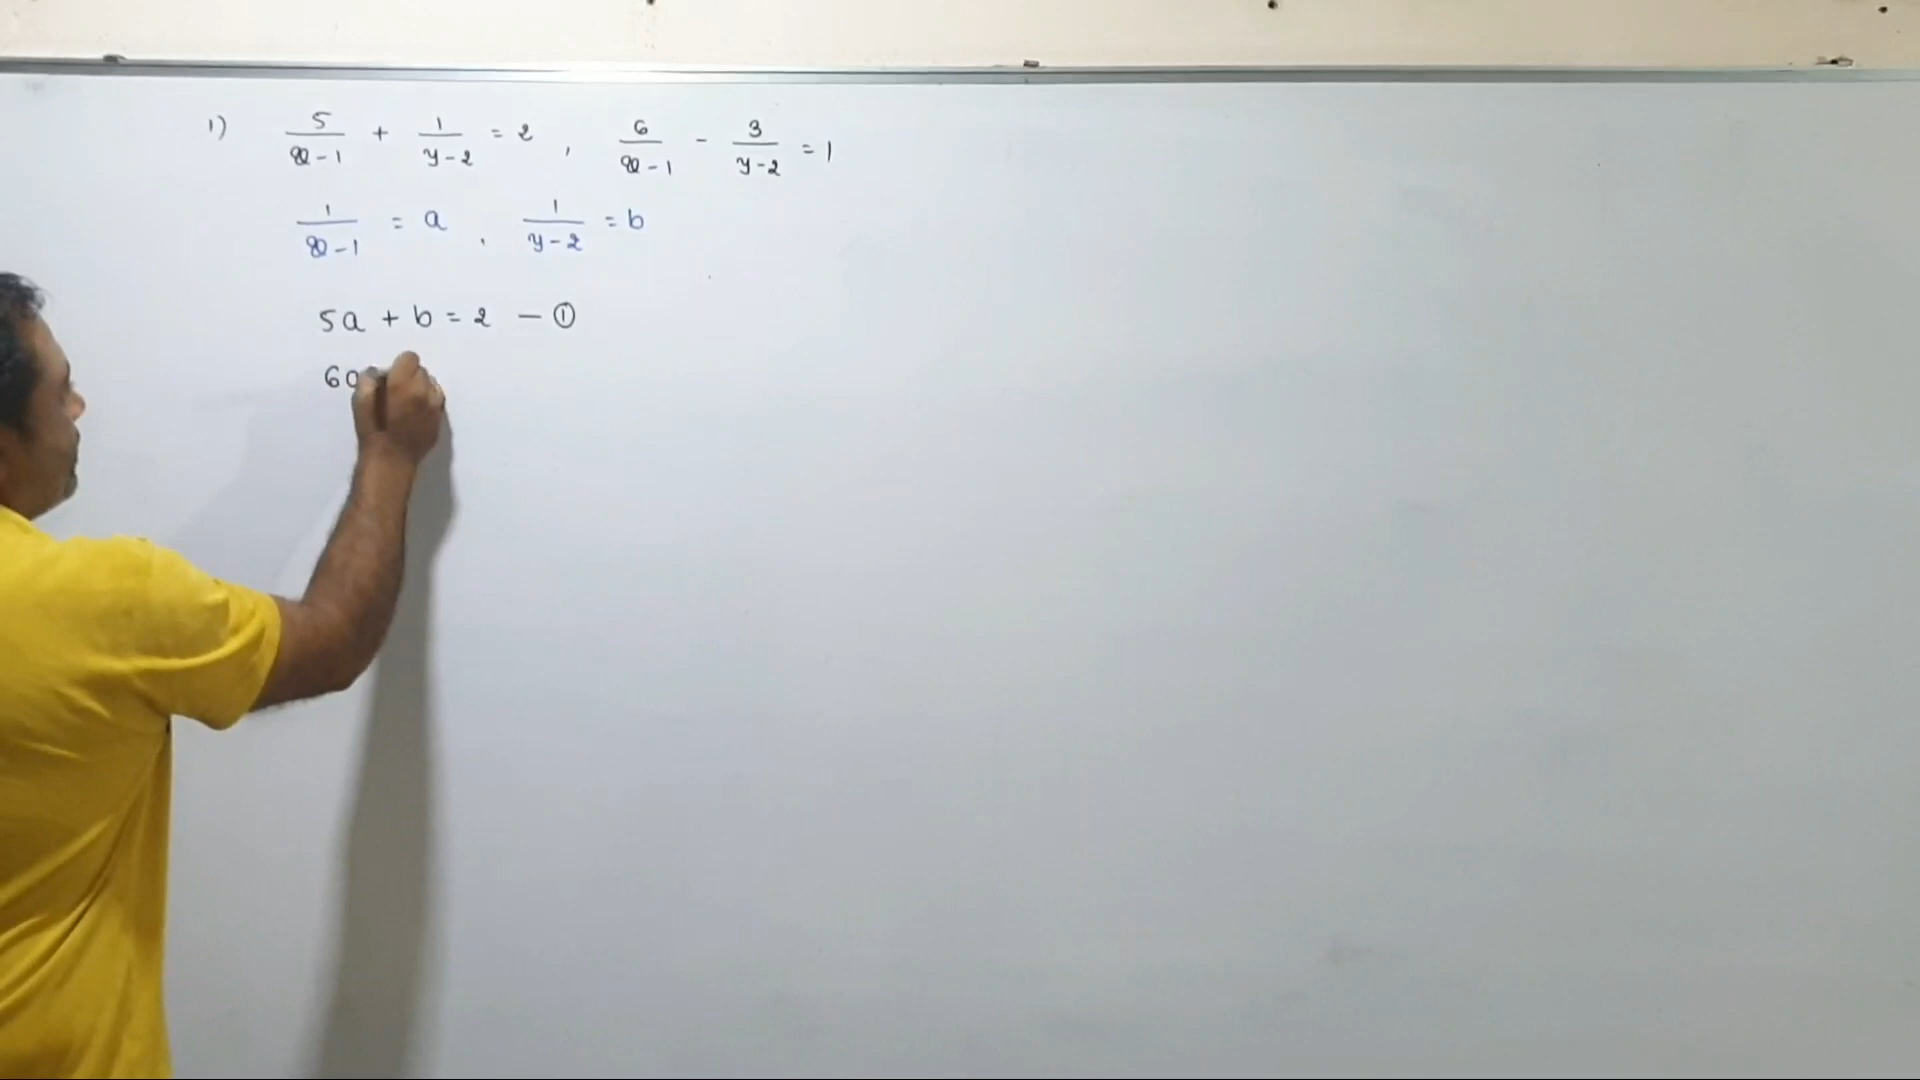 1) 5/(x-1) + 1/(y-2) = 2 , 6/(x-1) - 3/(y-2) = 1
1/(x-1) = a , 1/(y-2) = b
5a + b = 2 — ①
6a